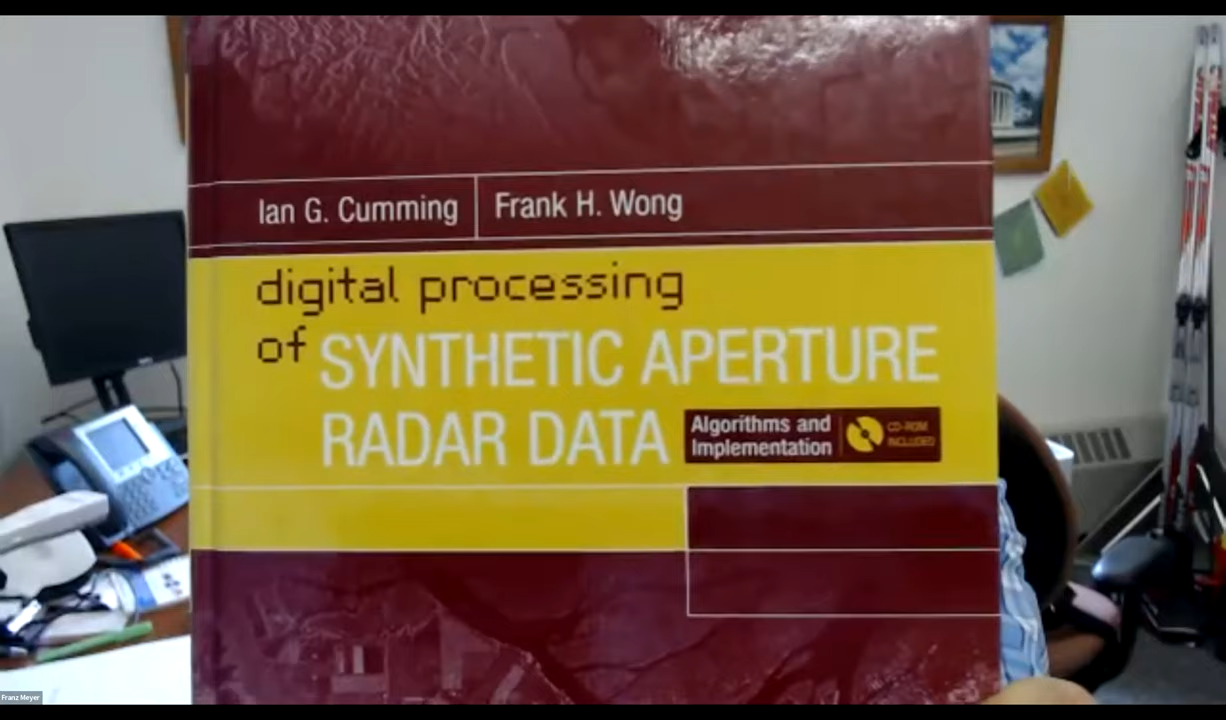 Ian G. Cumming
Frank H. Wong
digital processing
of SYNTHETIC APERTURE
RADAR DATA
Algorithms and
Implementation
CD-ROM
INCLUDED
Franz Meyer